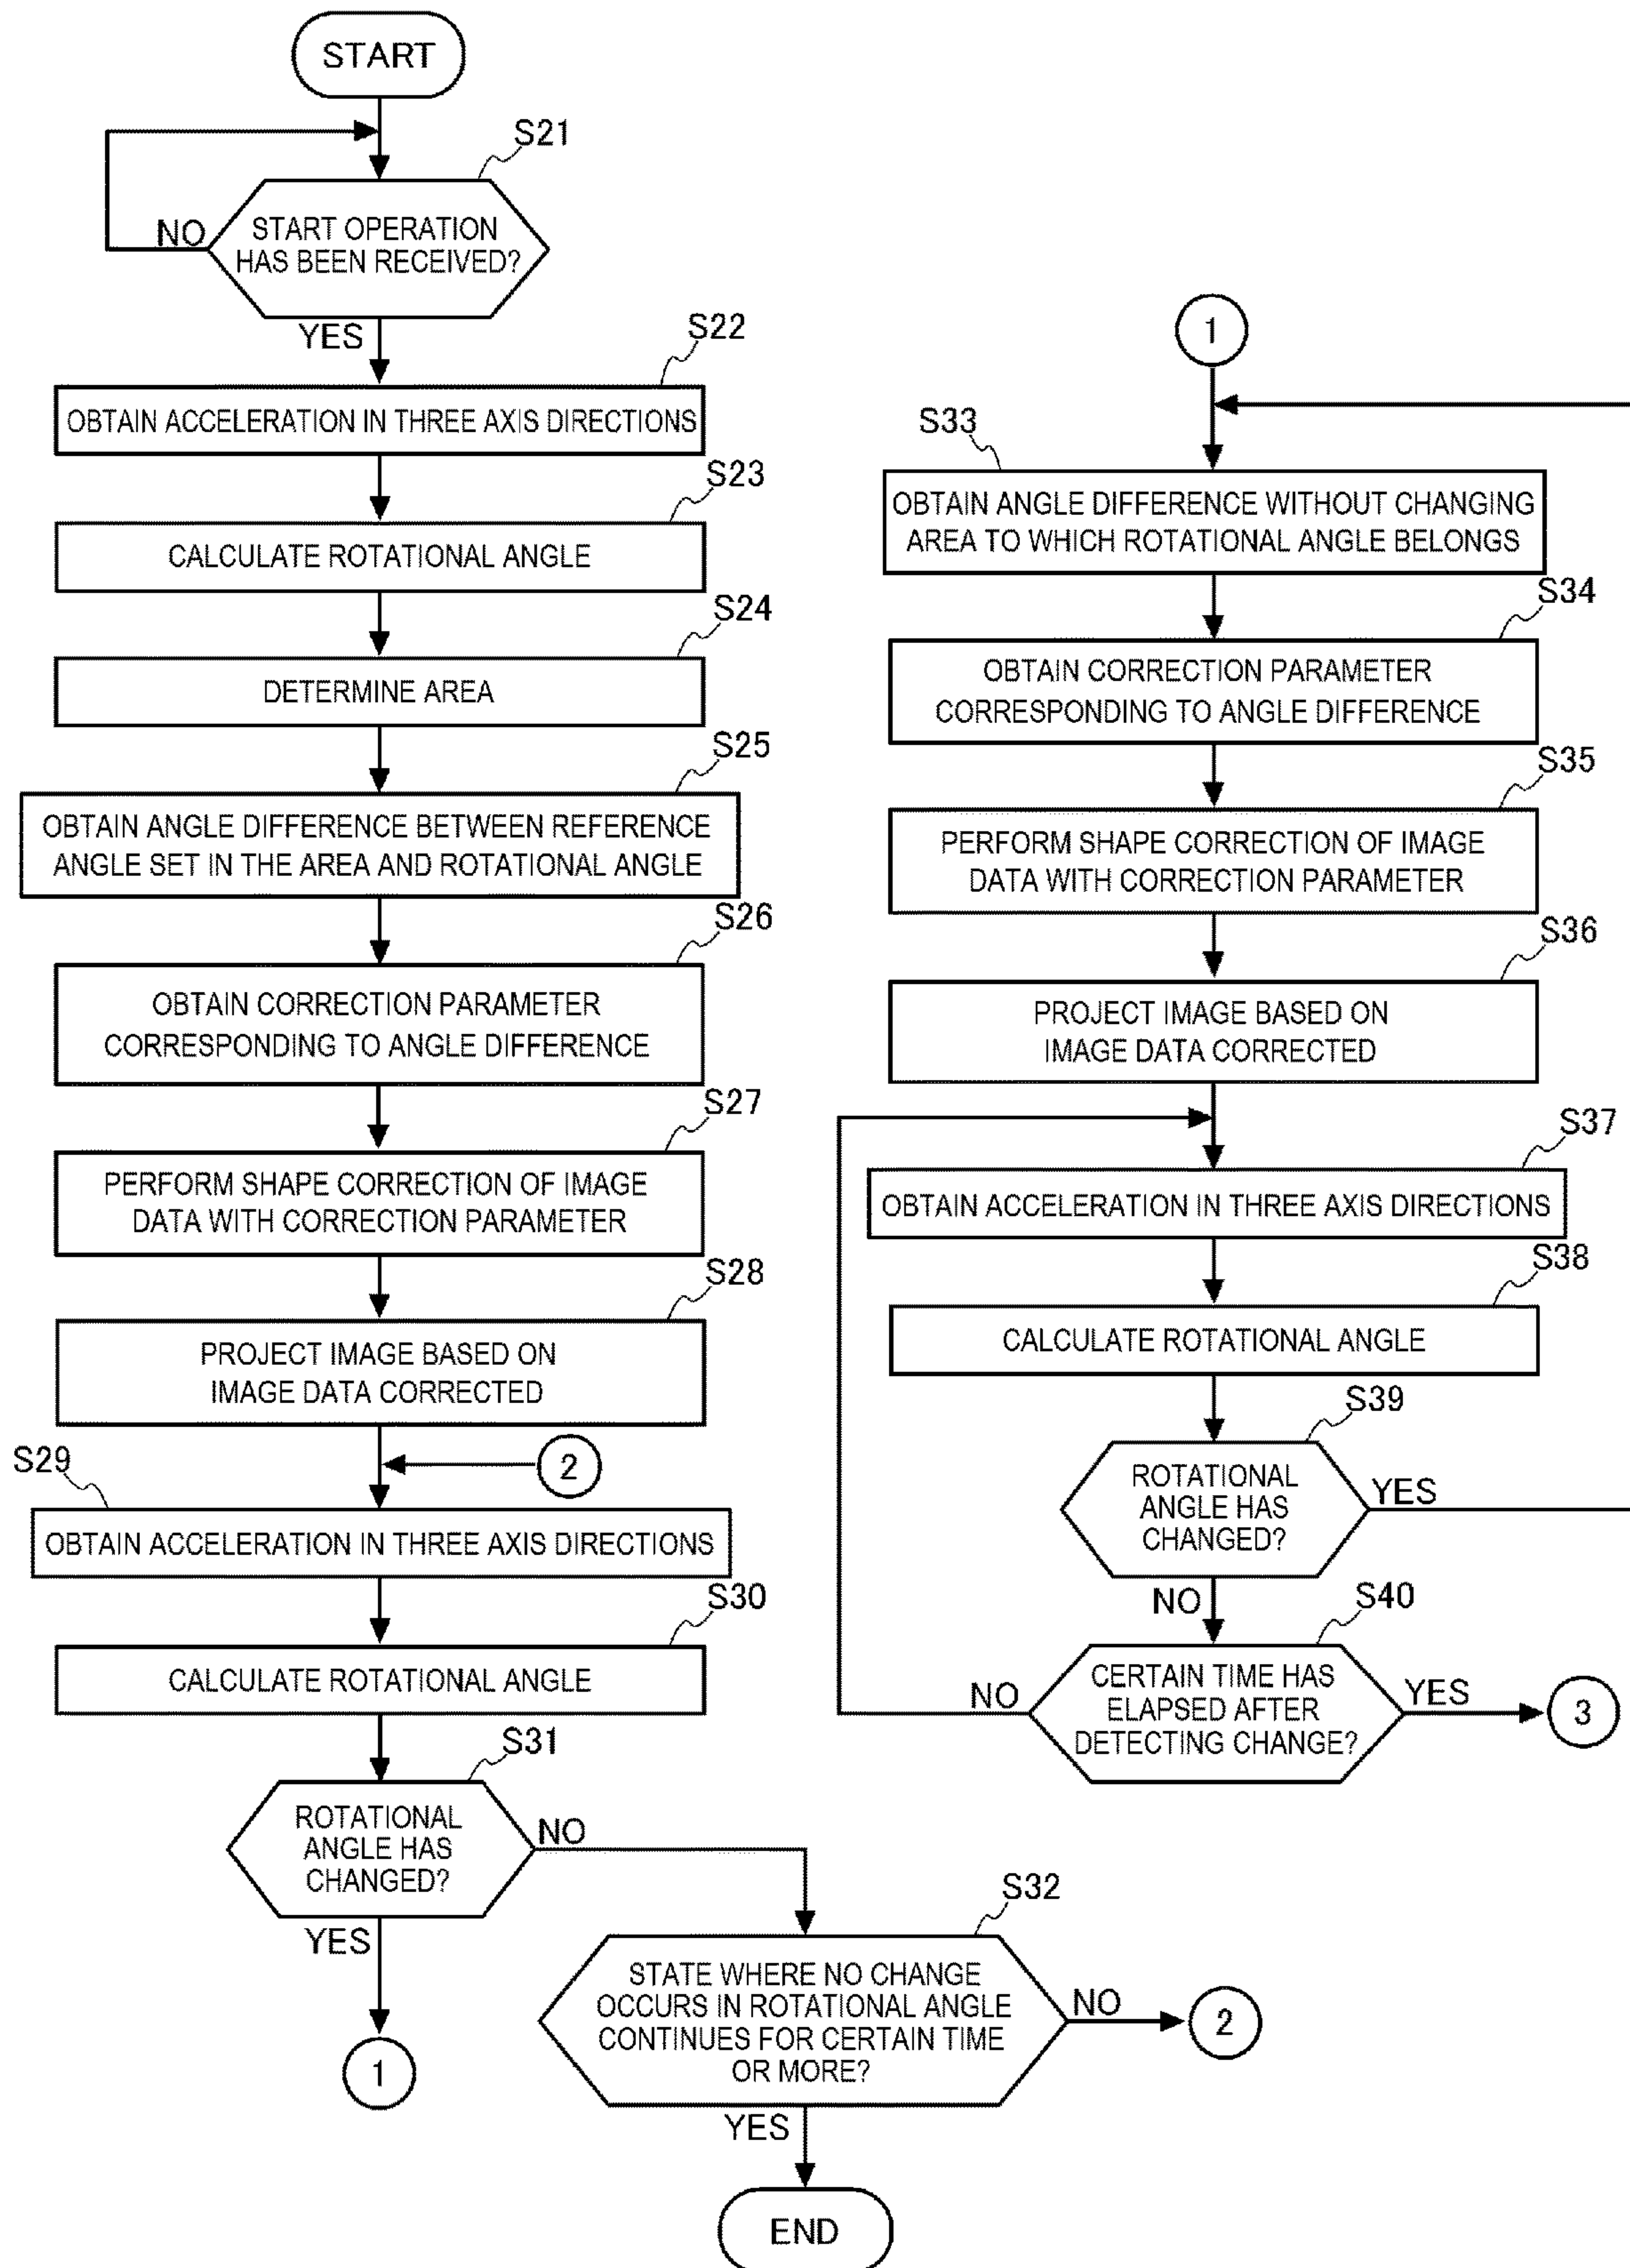 START
S21
NO
START OPERATION
HAS BEEN RECEIVED?
YES
S22
OBTAIN ACCELERATION IN THREE AXIS DIRECTIONS
S23
CALCULATE ROTATIONAL ANGLE
S24
DETERMINE AREA
S25
OBTAIN ANGLE DIFFERENCE BETWEEN REFERENCE
ANGLE SET IN THE AREA AND ROTATIONAL ANGLE
S26
OBTAIN CORRECTION PARAMETER
CORRESPONDING TO ANGLE DIFFERENCE
S27
PERFORM SHAPE CORRECTION OF IMAGE
DATA WITH CORRECTION PARAMETER
S28
PROJECT IMAGE BASED ON
IMAGE DATA CORRECTED
2
S29
OBTAIN ACCELERATION IN THREE AXIS DIRECTIONS
S30
CALCULATE ROTATIONAL ANGLE
S31
ROTATIONAL
ANGLE HAS
CHANGED?
NO
YES
1
S32
STATE WHERE NO CHANGE
OCCURS IN ROTATIONAL ANGLE
CONTINUES FOR CERTAIN TIME
OR MORE?
NO
2
YES
END
1
S33
OBTAIN ANGLE DIFFERENCE WITHOUT CHANGING
AREA TO WHICH ROTATIONAL ANGLE BELONGS
S34
OBTAIN CORRECTION PARAMETER
CORRESPONDING TO ANGLE DIFFERENCE
S35
PERFORM SHAPE CORRECTION OF IMAGE
DATA WITH CORRECTION PARAMETER
S36
PROJECT IMAGE BASED ON
IMAGE DATA CORRECTED
S37
OBTAIN ACCELERATION IN THREE AXIS DIRECTIONS
S38
CALCULATE ROTATIONAL ANGLE
S39
ROTATIONAL
ANGLE HAS
CHANGED?
YES
NO
S40
CERTAIN TIME HAS
ELAPSED AFTER
DETECTING CHANGE?
NO
YES
3